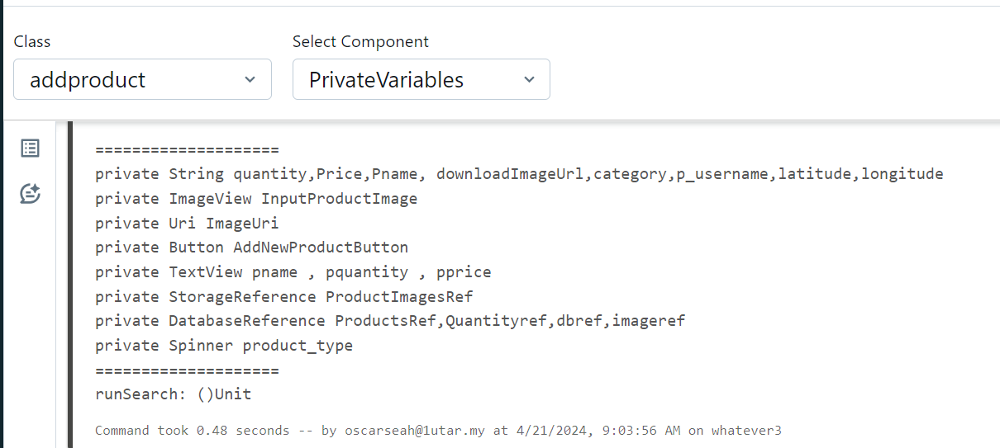 Class
Select Component
addproduct
PrivateVariables
====================
private String quantity,Price,Pname, downloadImageUrl,category,p_username,latitude,longitude
private ImageView InputProductImage
private Uri ImageUri
private Button AddNewProductButton
private TextView pname , pquantity , pprice
private StorageReference ProductImagesRef
private DatabaseReference ProductsRef,Quantityref,dbref,imageref
private Spinner product_type
====================
runSearch: ()Unit
Command took 0.48 seconds -- by oscarseah@1utar.my at 4/21/2024, 9:03:56 AM on whatever3